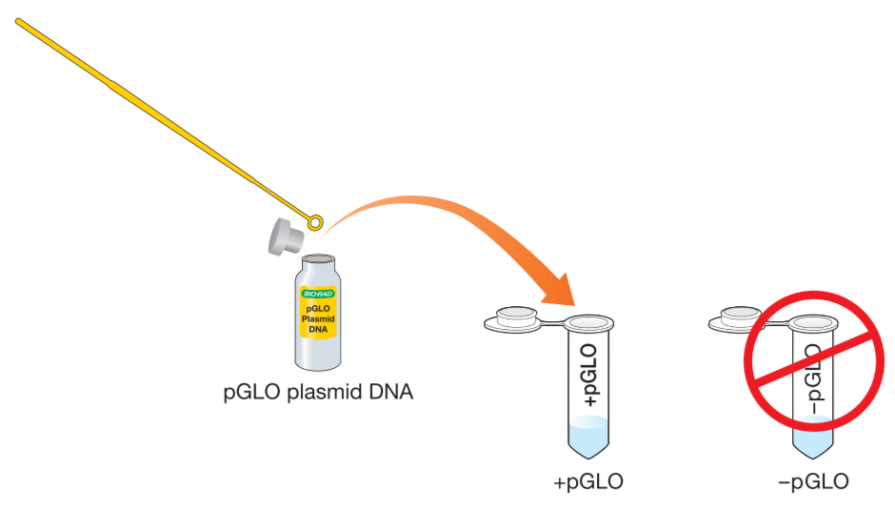 BIO-RAD
pGLO
Plasmid
DNA
pGLO plasmid DNA
+pGLO
–pGLO
+pGLO
–pGLO